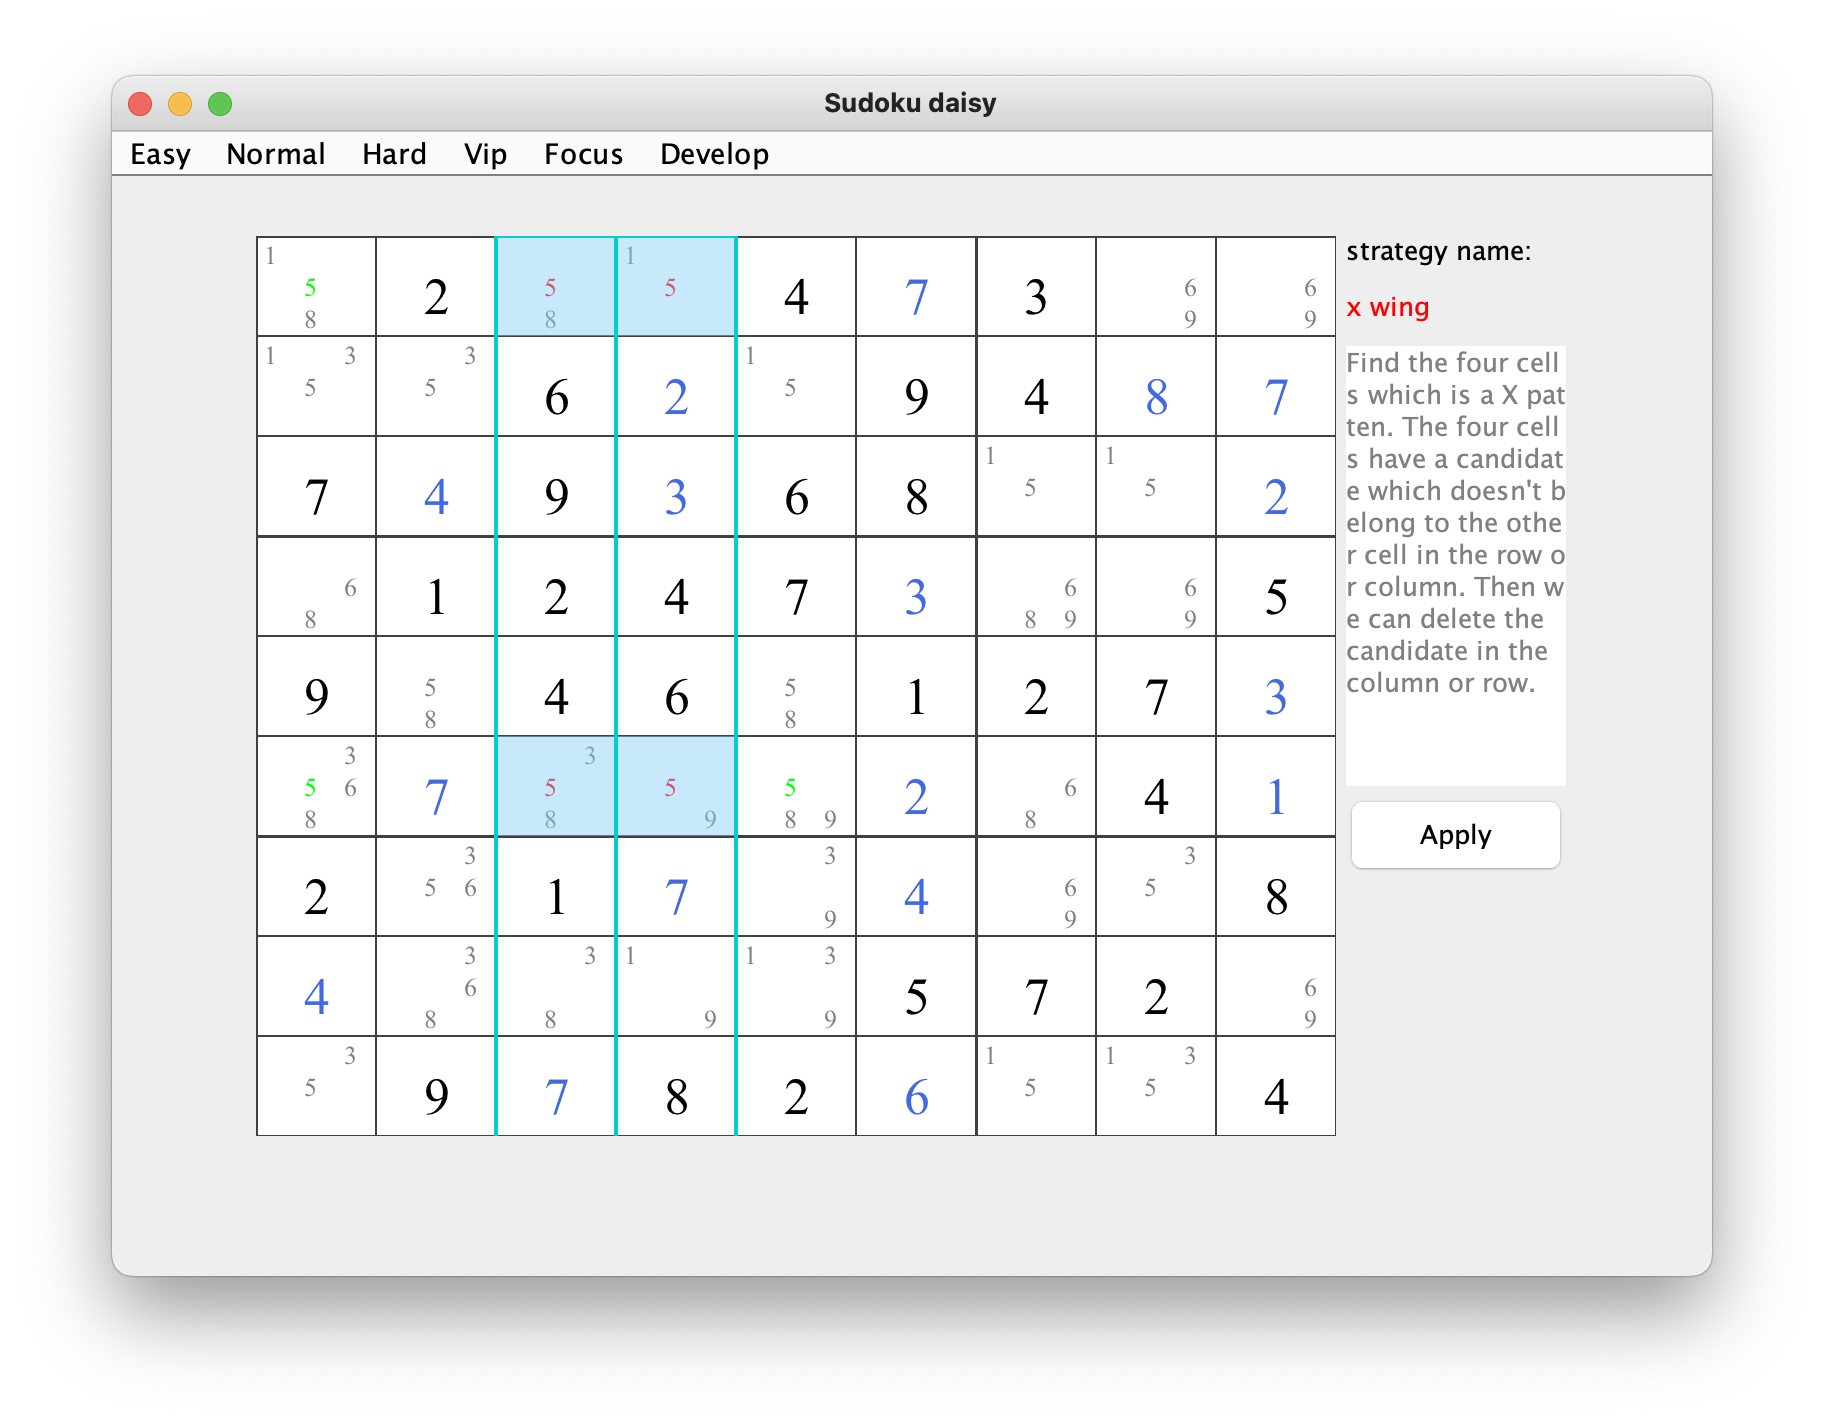 Sudoku daisy
Easy Normal Hard Vip Focus Develop
1 5 8 2 5 8 1 5 4 7 3 6 9 6 9
1 3 5 3 5 6 2 1 5 9 4 8 7
7 4 9 3 6 8 1 5 1 5 2
6 8 1 2 4 7 3 6 8 9 6 9 5
9 5 8 4 6 5 8 1 2 7 3
3 5 6 8 7 3 5 8 5 9 5 8 9 2 6 8 4 1
2 3 5 6 1 7 3 9 4 6 9 3 5 8
4 3 6 8 3 8 1 9 1 3 9 5 7 2 6 9
3 5 9 7 8 2 6 1 5 1 3 5 4
strategy name:
x wing
Find the four cell
s which is a X pat
ten. The four cell
s have a candidat
e which doesn't b
elong to the othe
r cell in the row o
r column. Then w
e can delete the
candidate in the
column or row.
Apply